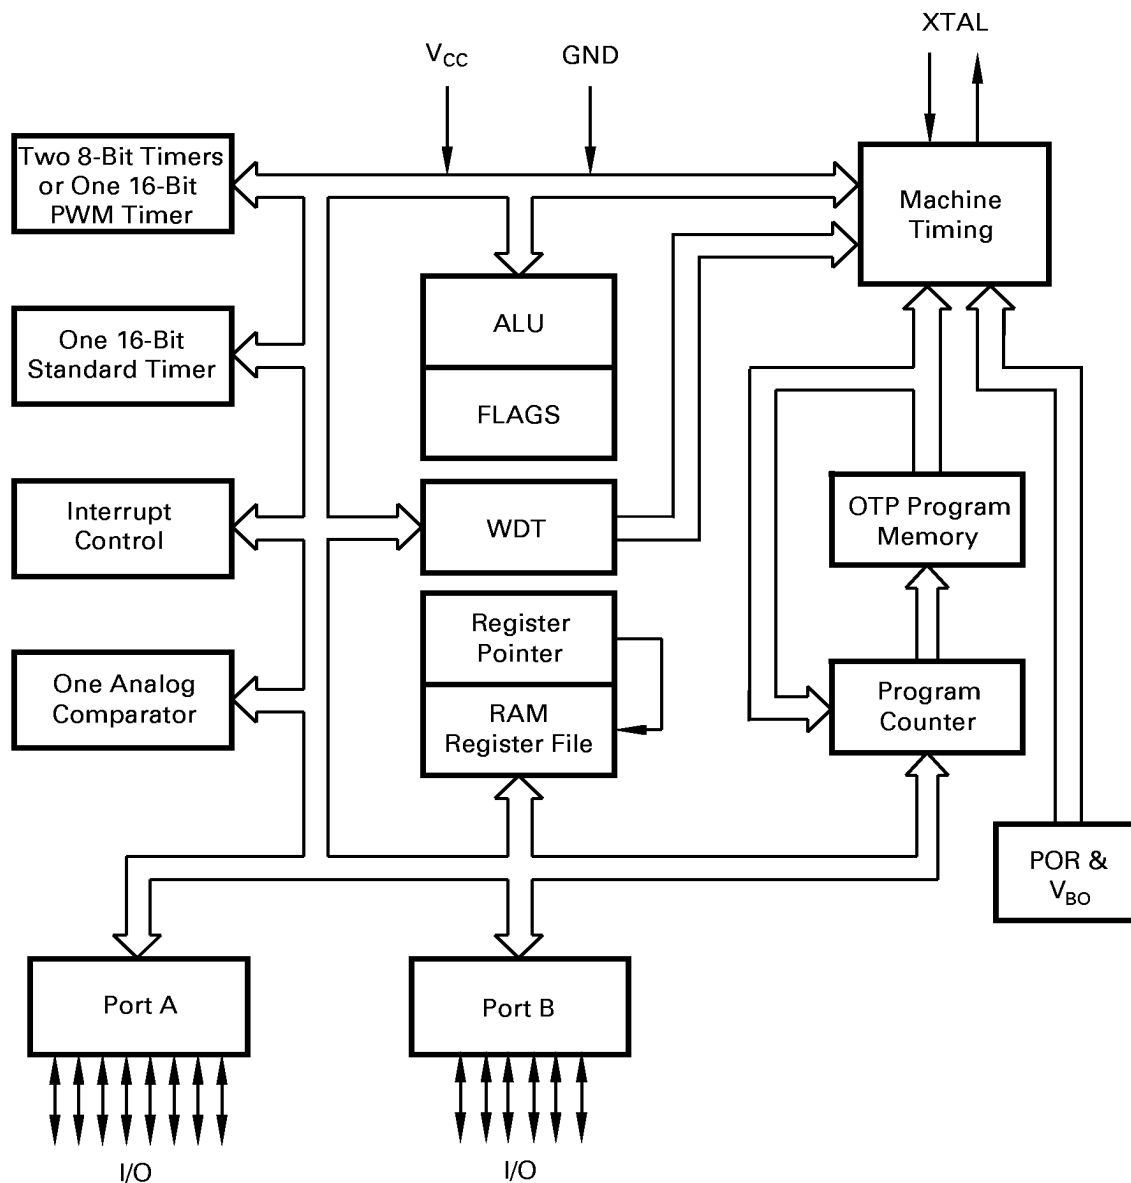 XTAL
VCC
GND
Two 8-Bit Timers
or One 16-Bit
PWM Timer
Machine
Timing
One 16-Bit
Standard Timer
ALU
FLAGS
Interrupt
Control
WDT
OTP Program
Memory
One Analog
Comparator
Register
Pointer
RAM
Register File
Program
Counter
POR &
VBO
Port A
Port B
I/O
I/O